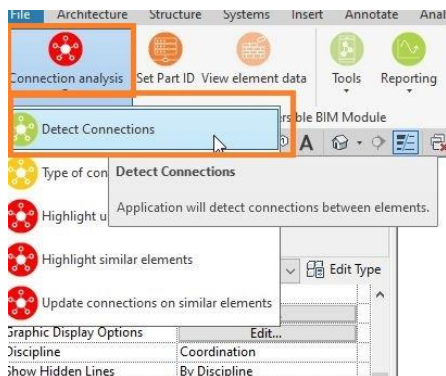 File Architecture Structure Systems Insert Annotate Anal
Connection analysis Set Part ID View element data Tools Reporting
Detect Connections
rsible BIM Module
A
Type of con
Detect Connections
Application will detect connections between elements.
Highlight u
Highlight similar elements
Edit Type
Update connections on similar elements
Graphic Display Options Edit...
Discipline Coordination
Show Hidden Lines By Discipline